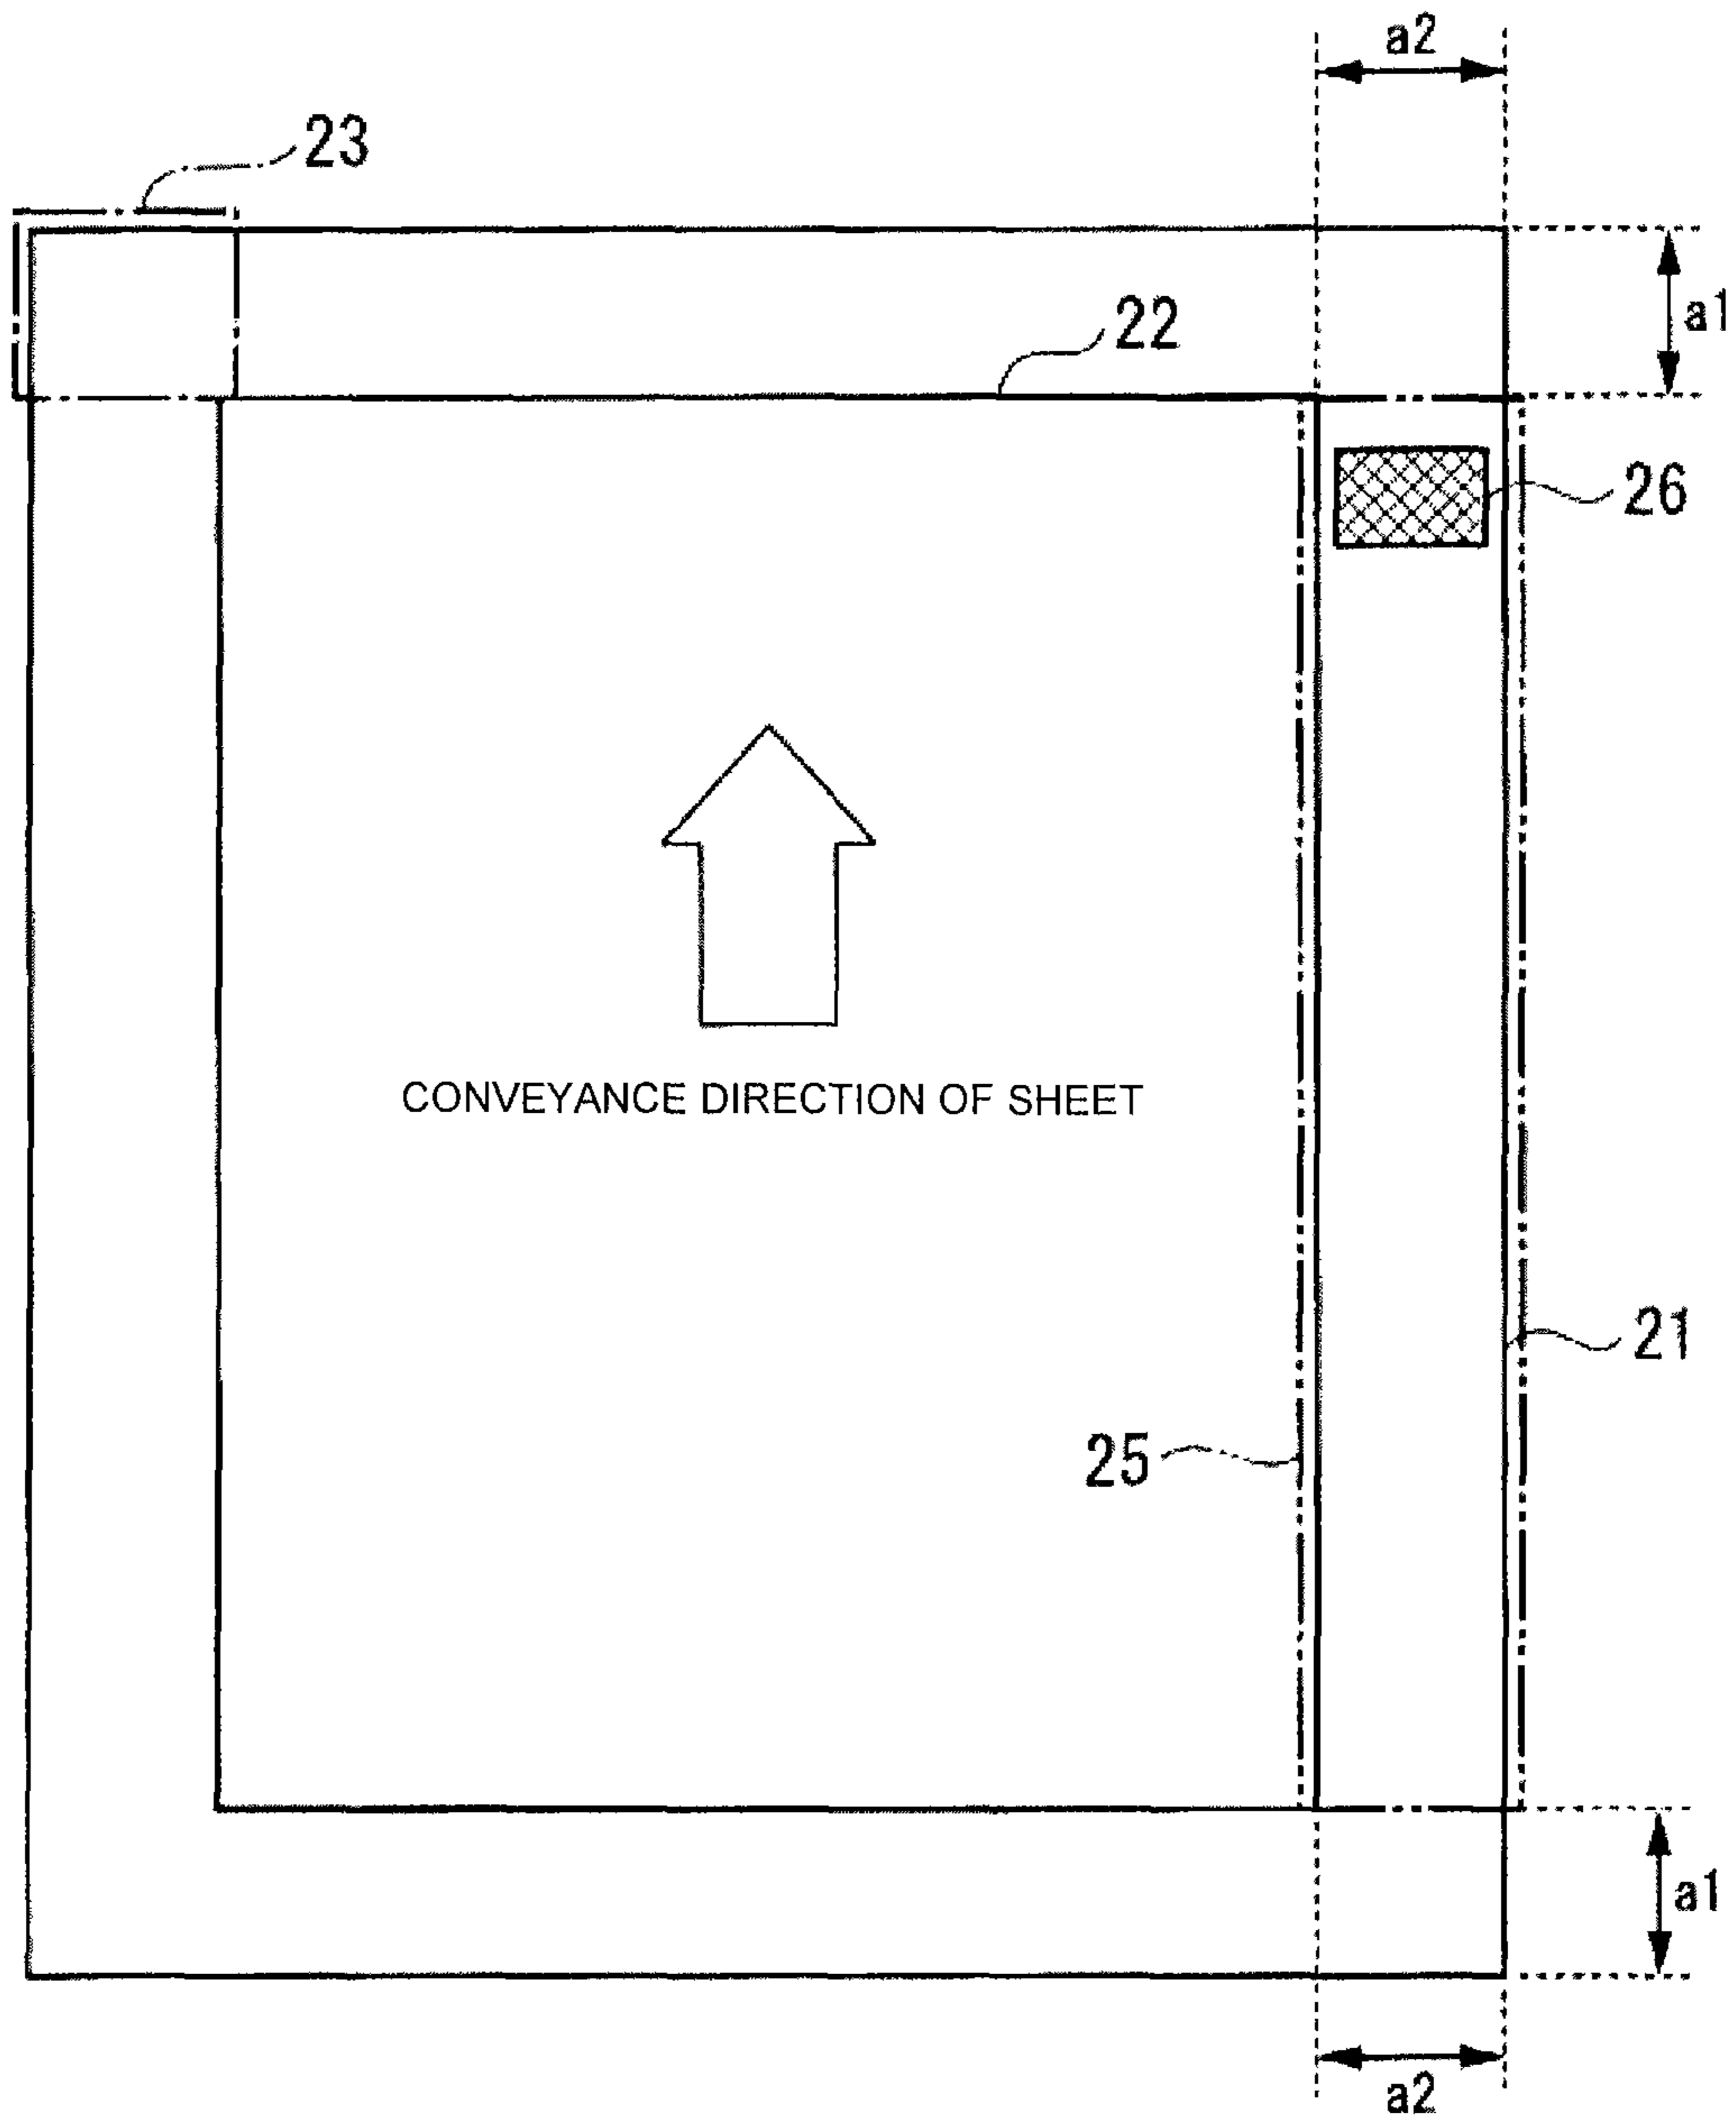 a2
23
a1
22
26
CONVEYANCE DIRECTION OF SHEET
21
25
a1
a2